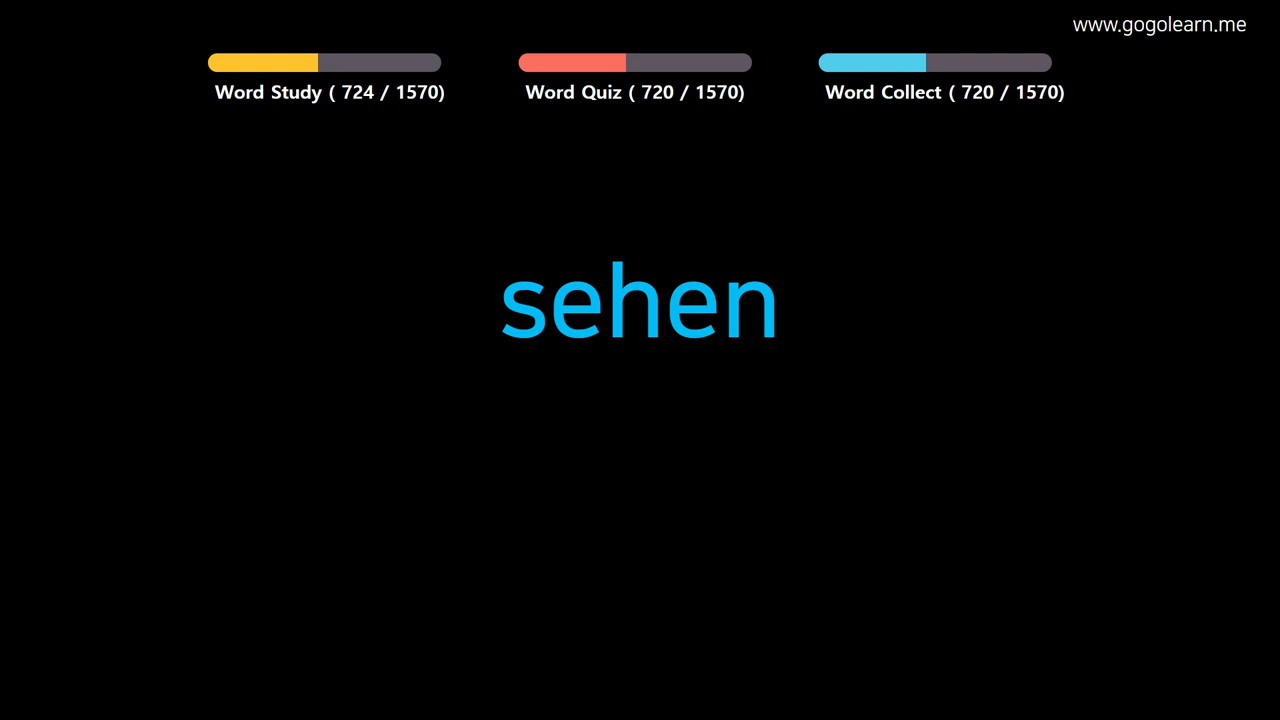 www.gogolearn.me
Word Study ( 724 / 1570)
Word Quiz ( 720 / 1570)
Word Collect ( 720 / 1570)
sehen